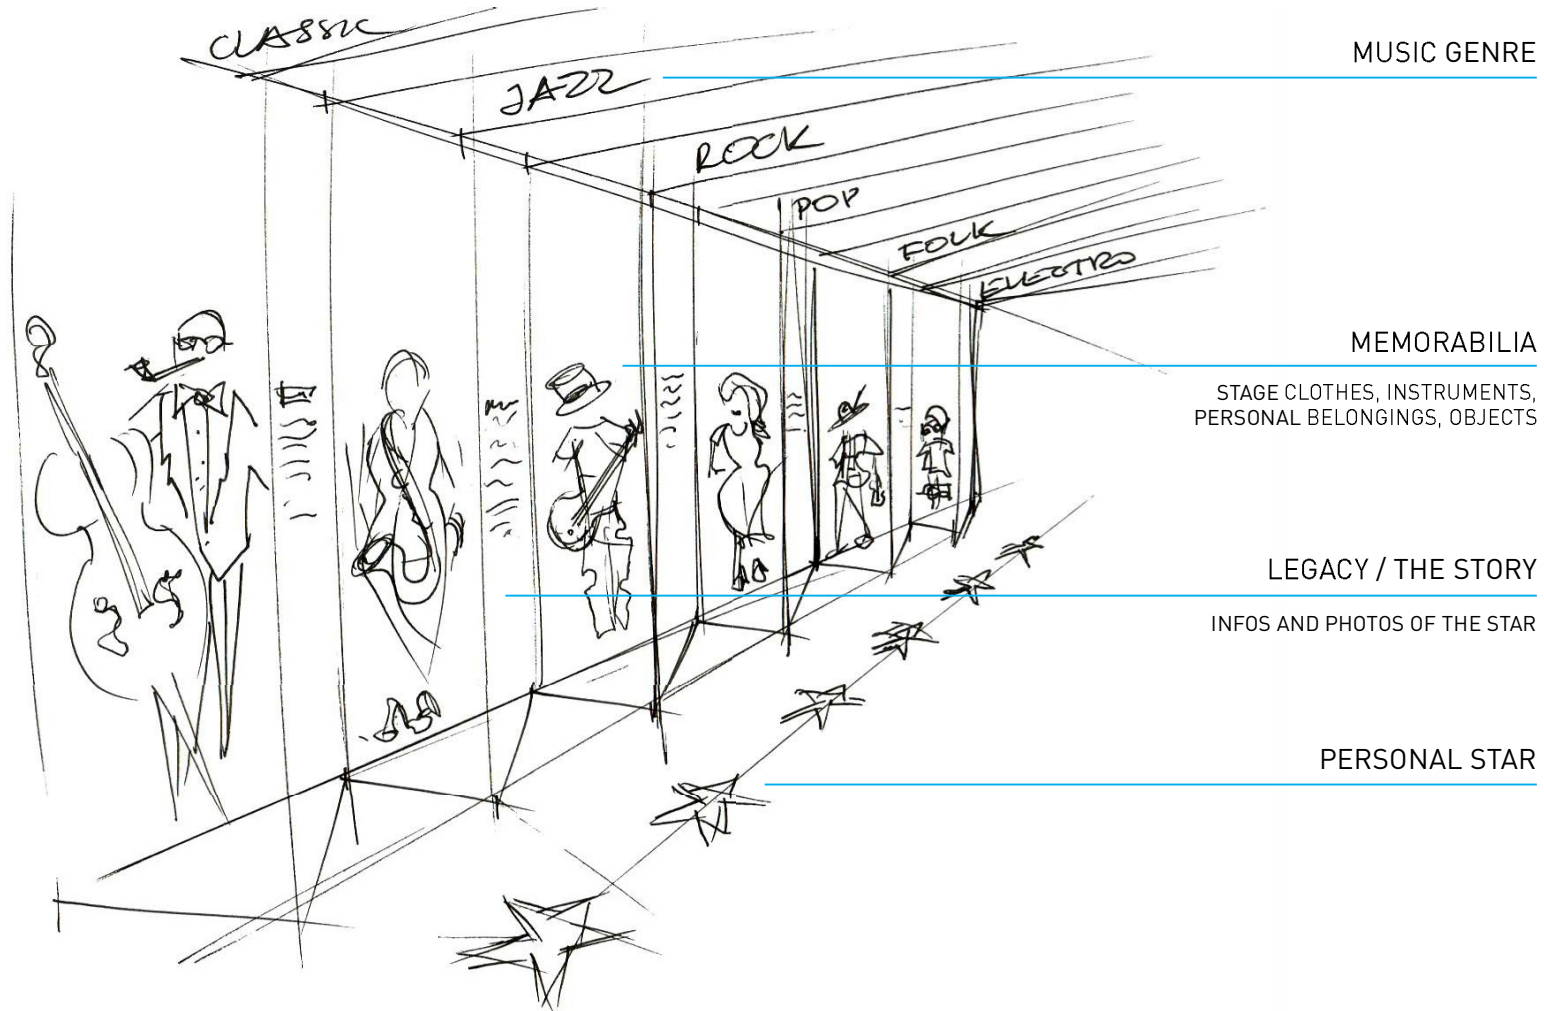 CLASSIC
JAZZ
ROCK
POP
FOLK
ELECTRO
MUSIC GENRE
MEMORABILIA
STAGE CLOTHES, INSTRUMENTS,
PERSONAL BELONGINGS, OBJECTS
LEGACY / THE STORY
INFOS AND PHOTOS OF THE STAR
PERSONAL STAR